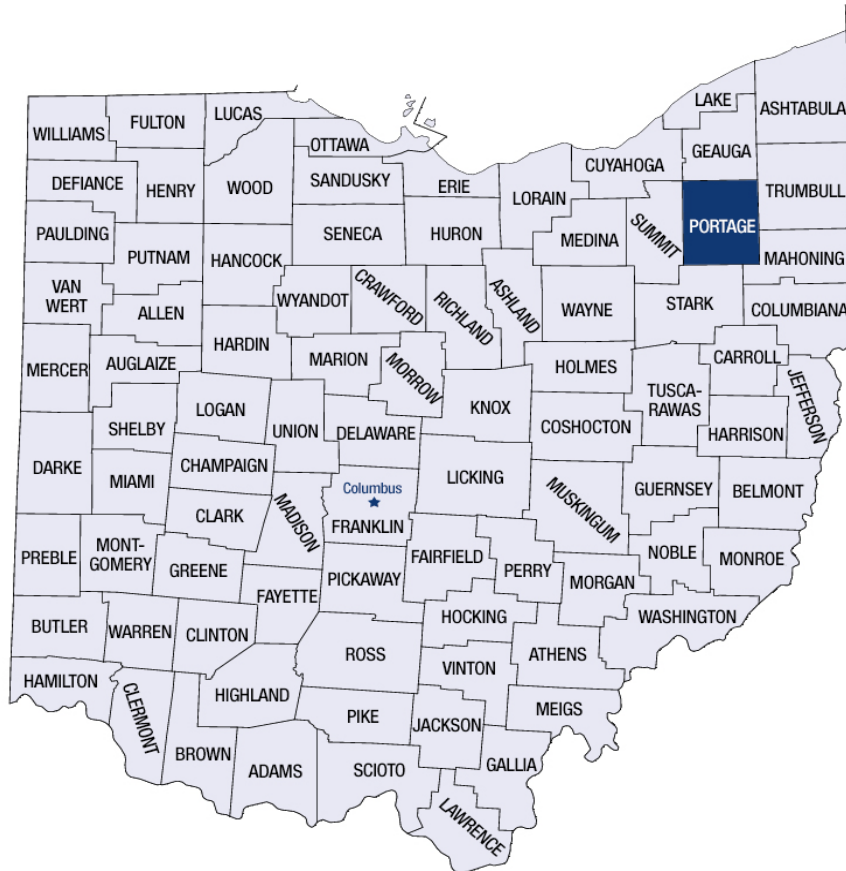 LAKE
ASHTABULA
LUCAS
FULTON
WILLIAMS
OTTAWA
GEAUGA
CUYAHOGA
DEFIANCE
HENRY
WOOD
SANDUSKY
ERIE
LORAIN
TRUMBULL
PAULDING
PUTNAM
HANCOCK
SENECA
HURON
MEDINA
SUMMIT
PORTAGE
MAHONING
VAN
WERT
ALLEN
WYANDOT
CRAWFORD
RICHLAND
ASHLAND
WAYNE
STARK
COLUMBIANA
MERCER
AUGLAIZE
HARDIN
MARION
MORROW
HOLMES
CARROLL
JEFFERSON
TUSCA-
RAWAS
LOGAN
UNION
KNOX
COSHOCTON
HARRISON
SHELBY
DELAWARE
DARKE
MIAMI
CHAMPAIGN
LICKING
MUSKINGUM
GUERNSEY
BELMONT
Columbus
CLARK
MADISON
FRANKLIN
PREBLE
MONT-
GOMERY
GREENE
FAYETTE
PICKAWAY
FAIRFIELD
PERRY
MORGAN
NOBLE
MONROE
BUTLER
WARREN
CLINTON
ROSS
HOCKING
ATHENS
WASHINGTON
HAMILTON
CLERMONT
HIGHLAND
VINTON
PIKE
JACKSON
MEIGS
BROWN
ADAMS
SCIOTO
GALLIA
LAWRENCE